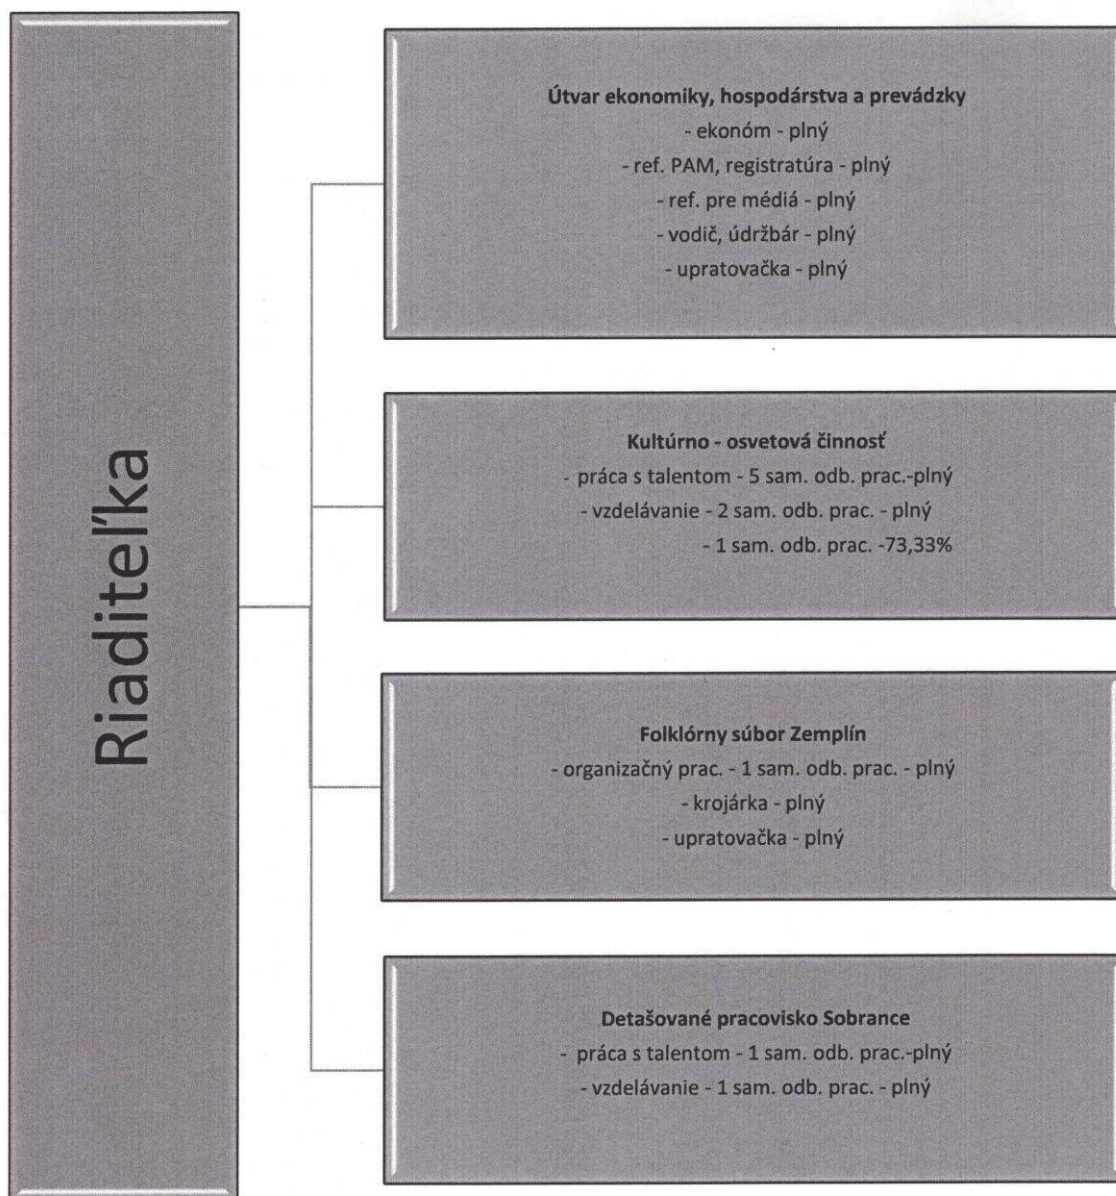 Riaditeľka
Útvar ekonomiky, hospodárstva a prevádzky
- ekonóm - plný
- ref. PAM, registratúra - plný
- ref. pre médiá - plný
- vodič, údržbár - plný
- upratovačka - plný
Kultúrno - osvetová činnosť
- práca s talentom - 5 sam. odb. prac.-plný
- vzdelávanie - 2 sam. odb. prac. - plný
- 1 sam. odb. prac. -73,33%
Folklórny súbor Zemplín
- organizačný prac. - 1 sam. odb. prac. - plný
- krojárka - plný
- upratovačka - plný
Detašované pracovisko Sobrance
- práca s talentom - 1 sam. odb. prac.-plný
- vzdelávanie - 1 sam. odb. prac. - plný